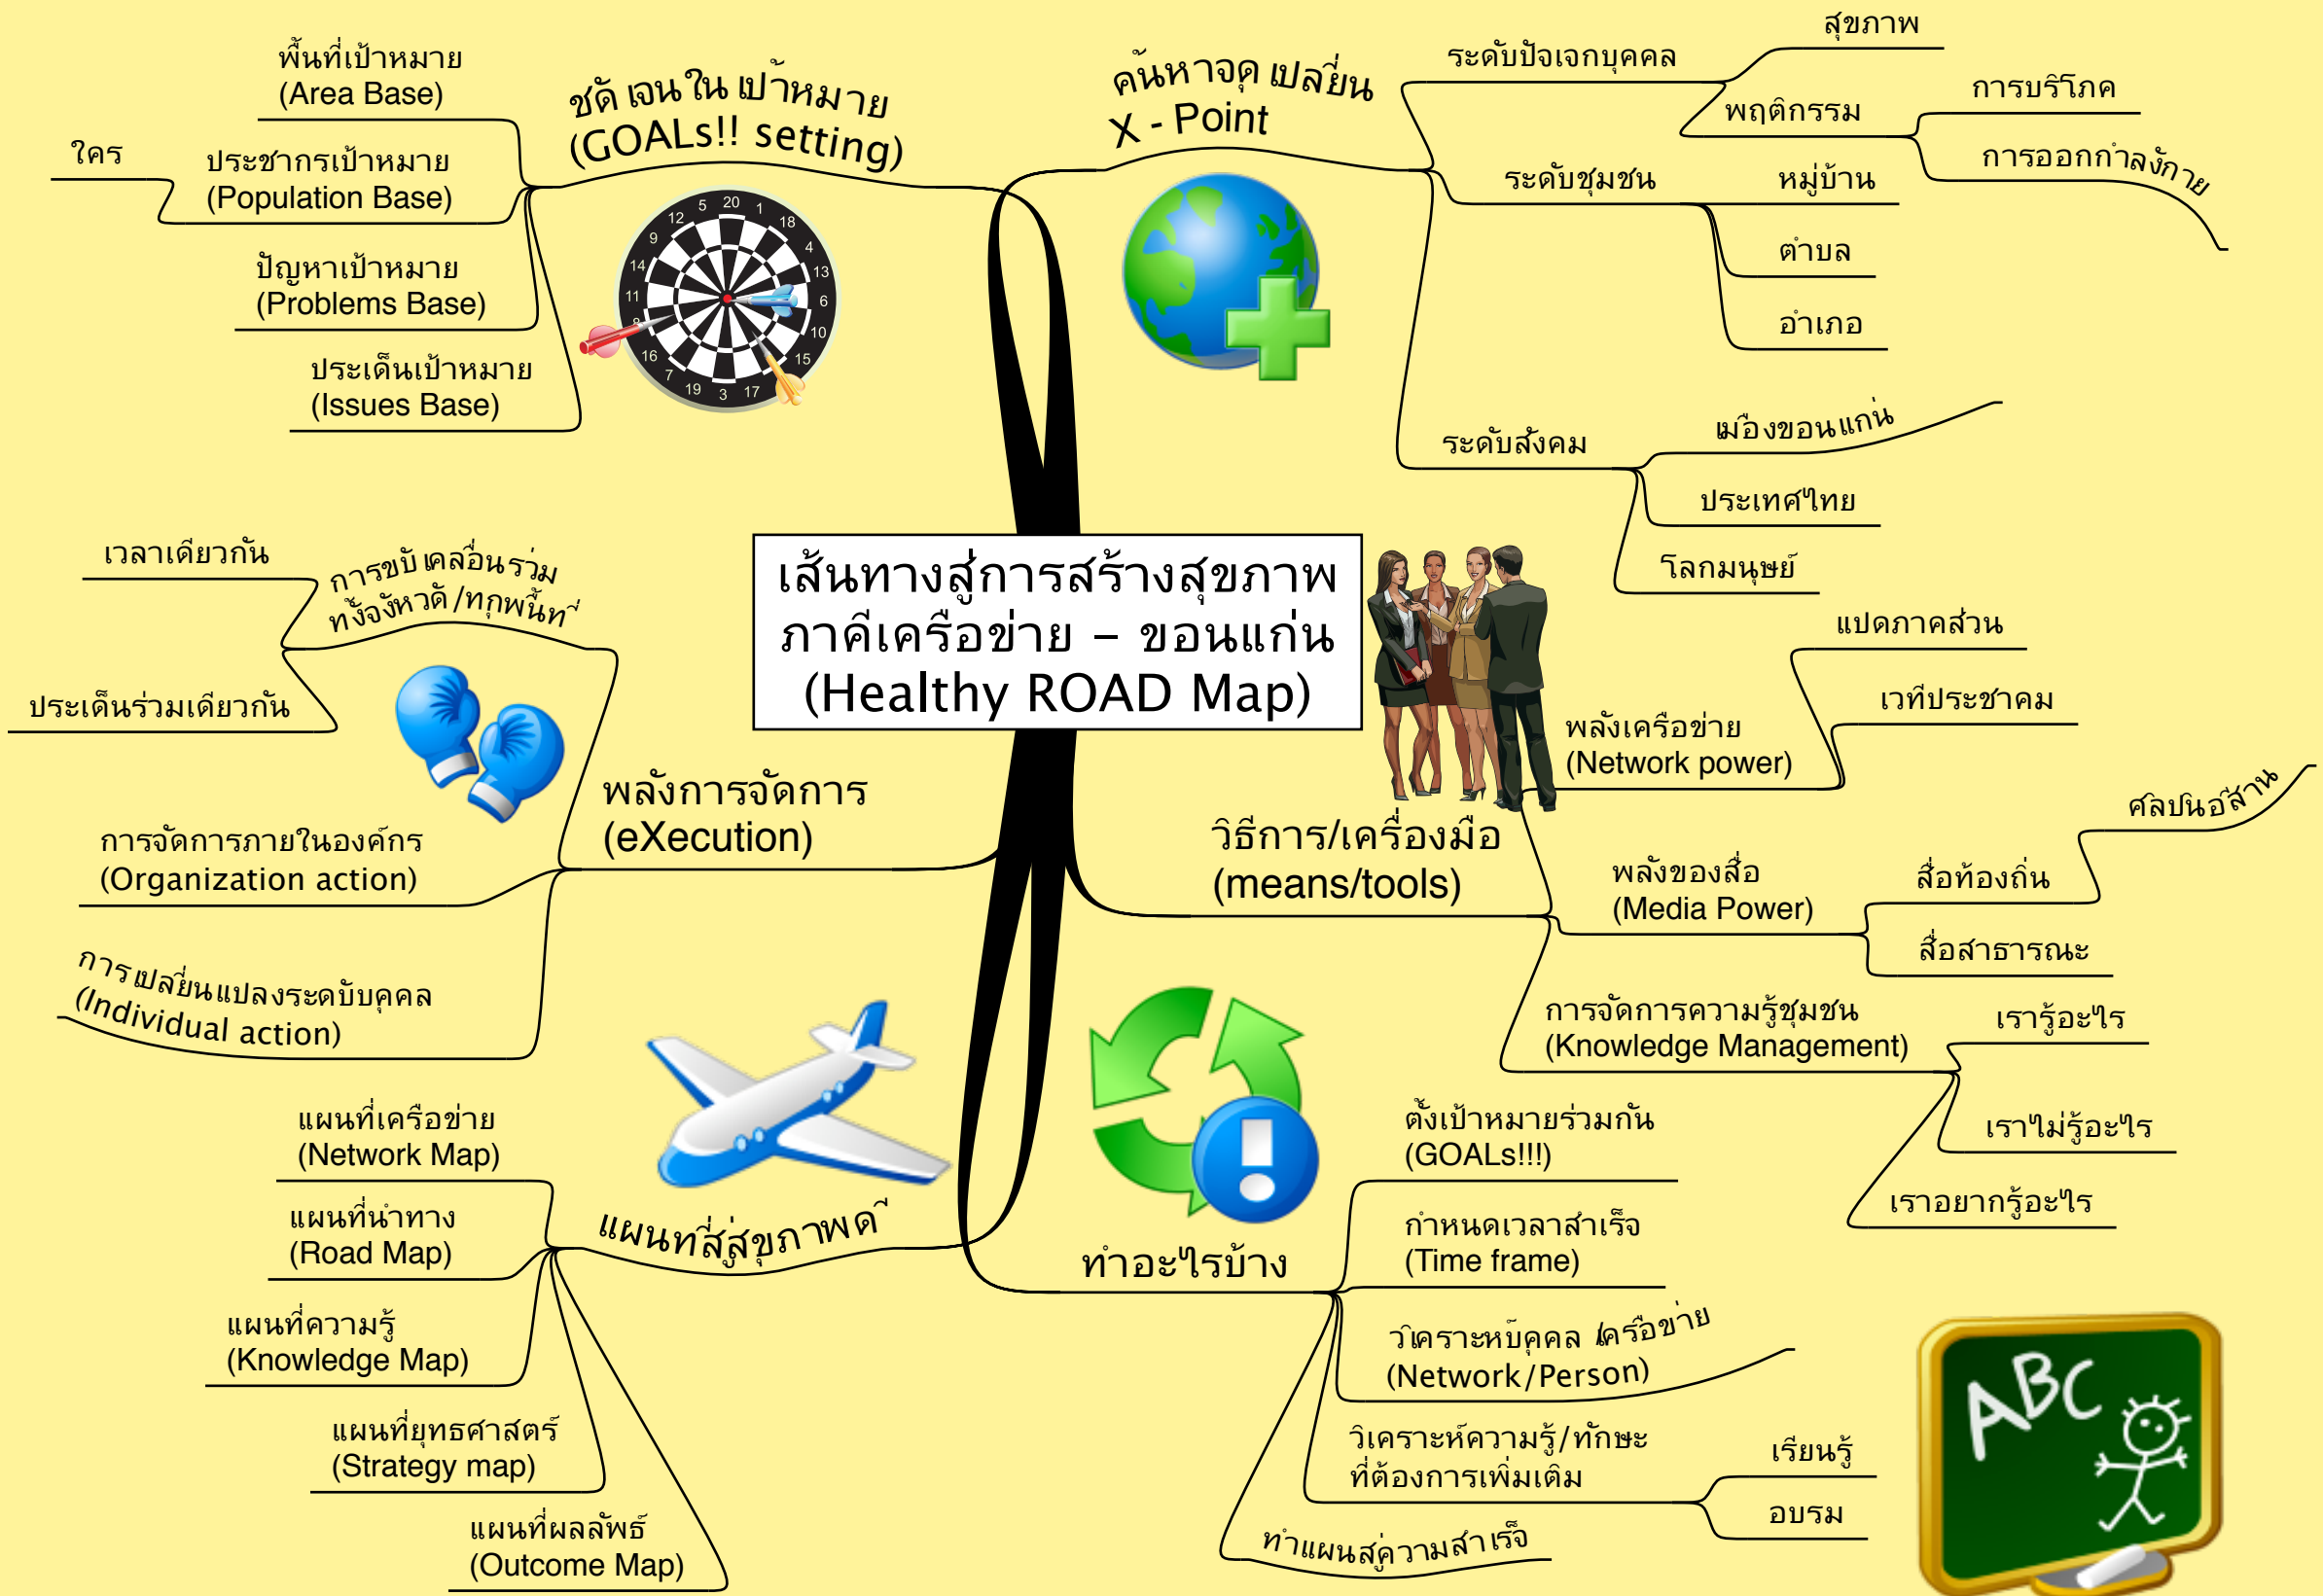 เส้นทางสู่การสร้างสุขภาพ
ภาคีเครือข่าย – ขอนแก่น
(Healthy ROAD Map)
ค้นหาจุดเปลี่ยน
X - Point
ระดับปัจเจกบุคคล
สุขภาพ
พฤติกรรม
การบริโภค
การออกกำลังกาย
ระดับชุมชน
หมู่บ้าน
ตำบล
อำเภอ
ระดับสังคม
เมืองขอนแก่น
ประเทศไทย
โลกมนุษย์
วิธีการ/เครื่องมือ
(means/tools)
พลังเครือข่าย
(Network power)
แปดภาคส่วน
เวทีประชาคม
พลังของสื่อ
(Media Power)
สื่อท้องถิ่น
ศิลปินอีสาน
สื่อสาธารณะ
การจัดการความรู้ชุมชน
(Knowledge Management)
เรารู้อะไร
เราไม่รู้อะไร
เราอยากรู้อะไร
ทำอะไรบ้าง
ตั้งเป้าหมายร่วมกัน
(GOALs!!!)
กำหนดเวลาสำเร็จ
(Time frame)
วิเคราะห์บุคคล เครือข่าย
(Network/Person)
วิเคราะห์ความรู้/ทักษะ
ที่ต้องการเพิ่มเติม
เรียนรู้
อบรม
ทำแผนสู่ความสำเร็จ
ABC
แผนที่สู่สุขภาพดี
แผนที่เครือข่าย
(Network Map)
แผนที่นำทาง
(Road Map)
แผนที่ความรู้
(Knowledge Map)
แผนที่ยุทธศาสตร์
(Strategy map)
แผนที่ผลลัพธ์
(Outcome Map)
พลังการจัดการ
(eXecution)
การขับเคลื่อนร่วม
ทั้งจังหวัด/ทุกพื้นที่
เวลาเดียวกัน
ประเด็นร่วมเดียวกัน
การจัดการภายในองค์กร
(Organization action)
การเปลี่ยนแปลงระดับบุคคล
(Individual action)
ชัดเจนในเป้าหมาย
(GOALs!! setting)
พื้นที่เป้าหมาย
(Area Base)
ประชากรเป้าหมาย
(Population Base)
ใคร
ปัญหาเป้าหมาย
(Problems Base)
ประเด็นเป้าหมาย
(Issues Base)
20
1
18
4
13
6
10
15
17
3
19
7
16
8
11
14
9
12
5